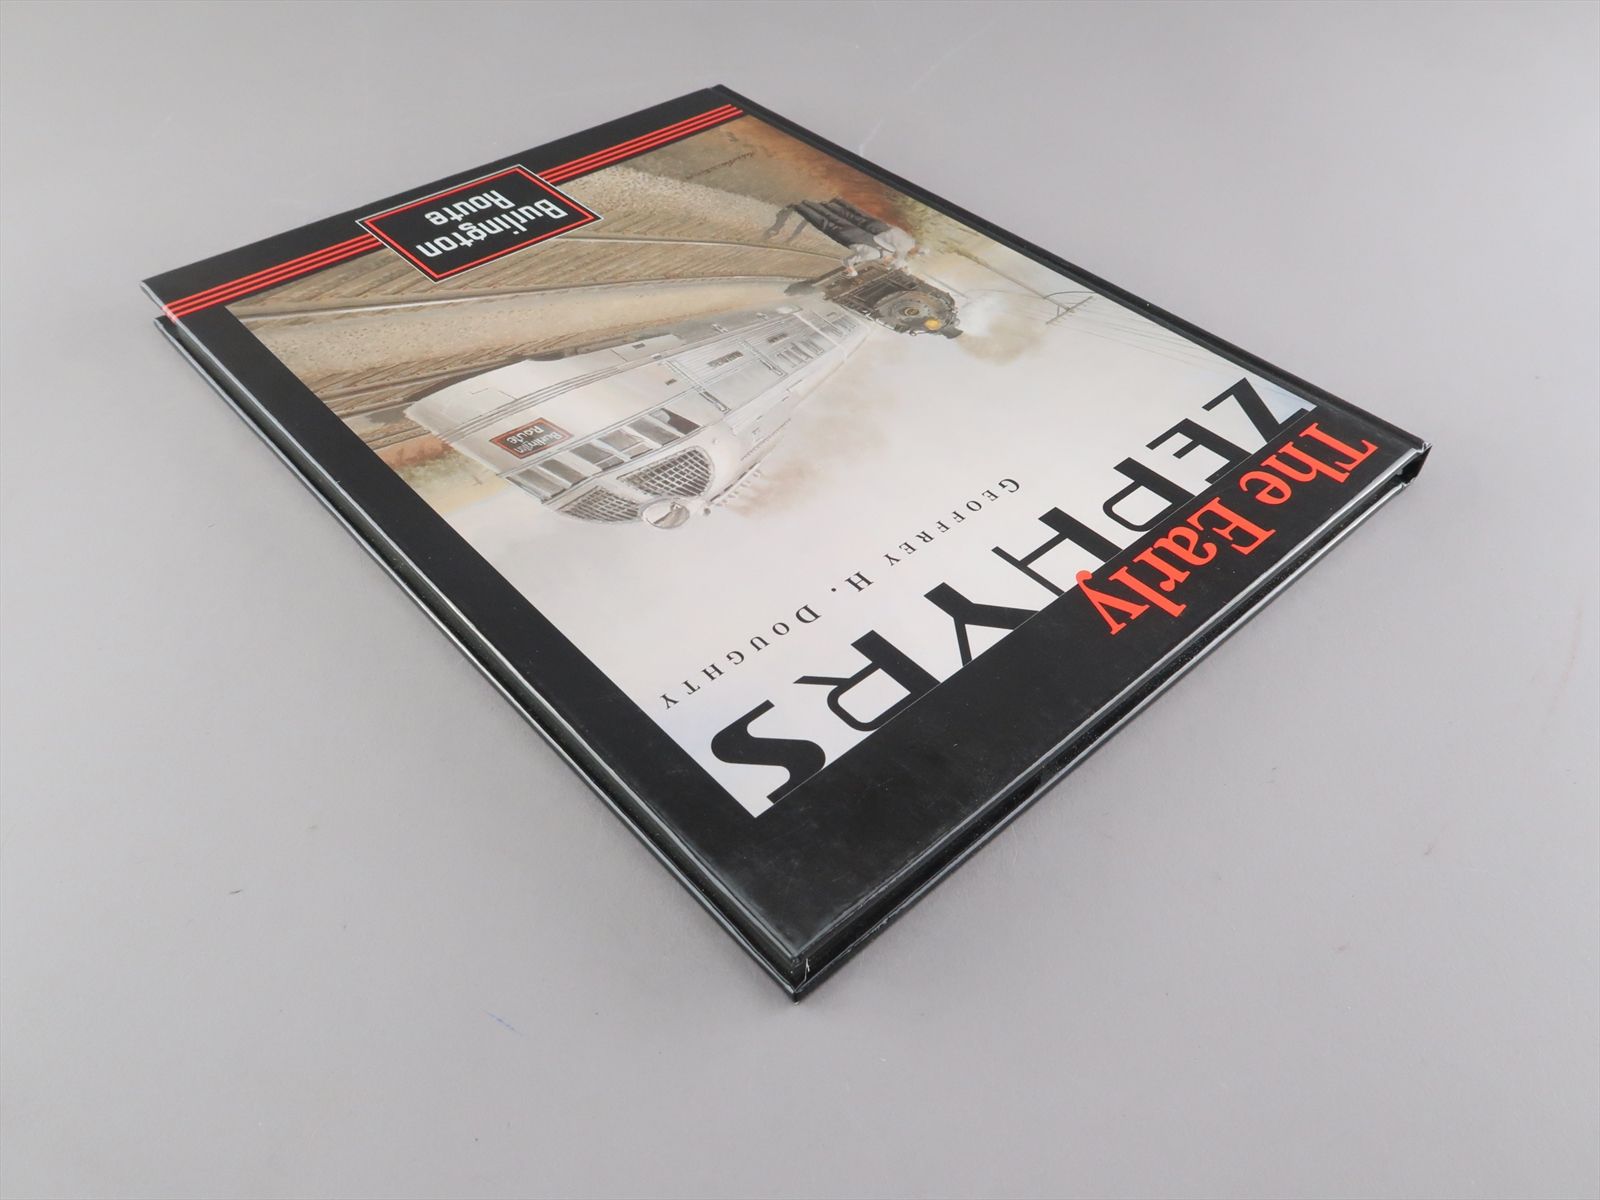 The Early
ZEPHYRS
GEOFFREY H. DOUGHTY
Burlington
Route
Burlington
Route